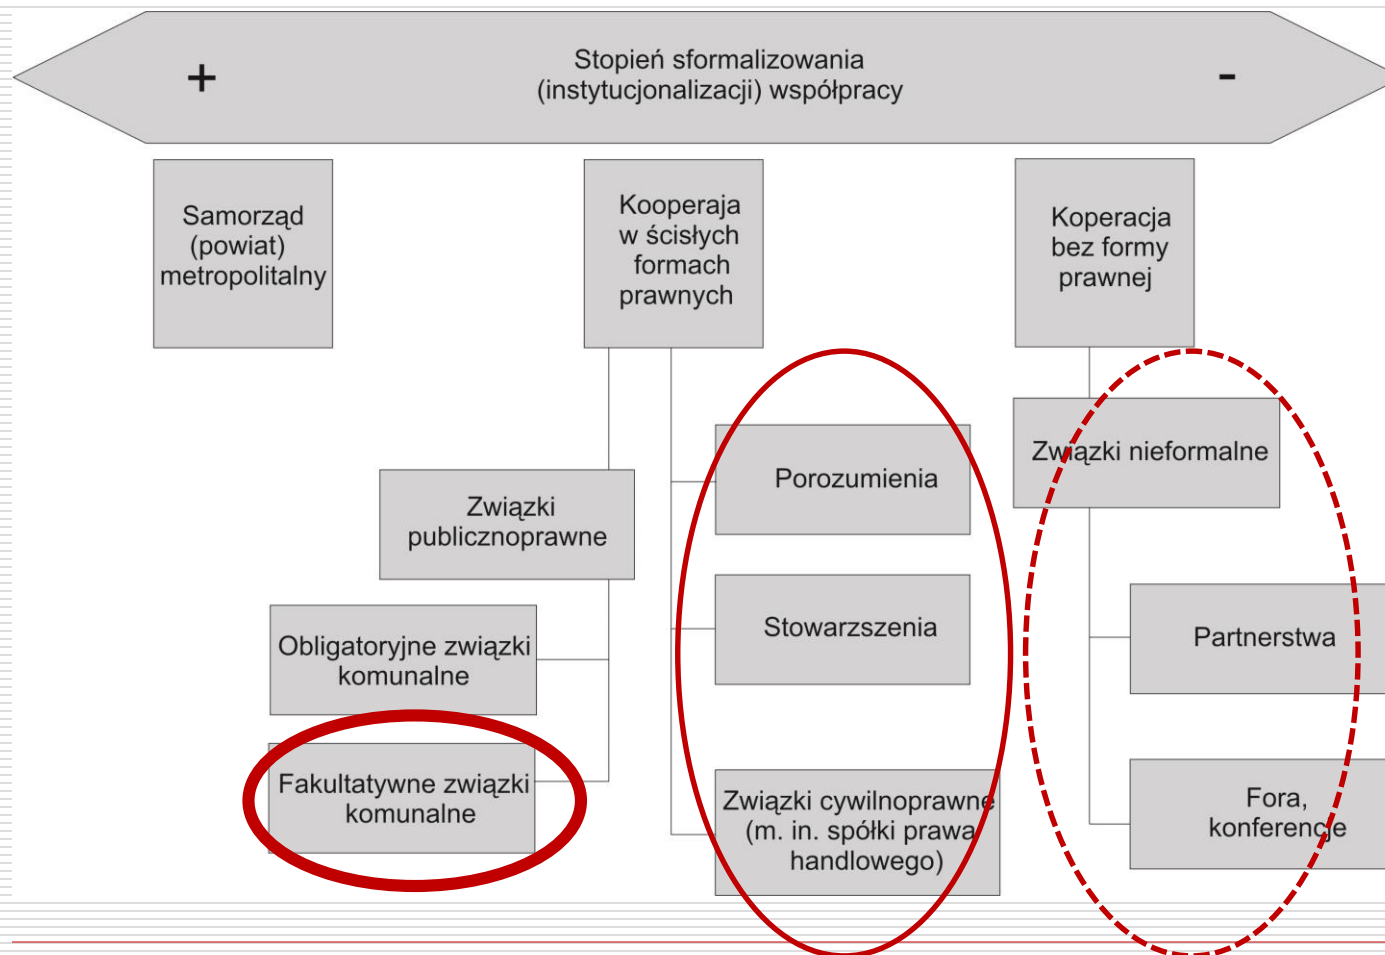 Stopień sformalizowania
(instytucjonalizacji) współpracy
+
-
Samorząd
(powiat)
metropolitalny
Kooperaja
w ścisłych
formach
prawnych
Koperacja
bez formy
prawnej
Związki
publicznoprawne
Obligatoryjne związki
komunalne
Fakultatywne związki
komunalne
Porozumienia
Stowarzszenia
Związki cywilnoprawne
(m. in. spółki prawa
handlowego)
Związki nieformalne
Partnerstwa
Fora,
konferencje